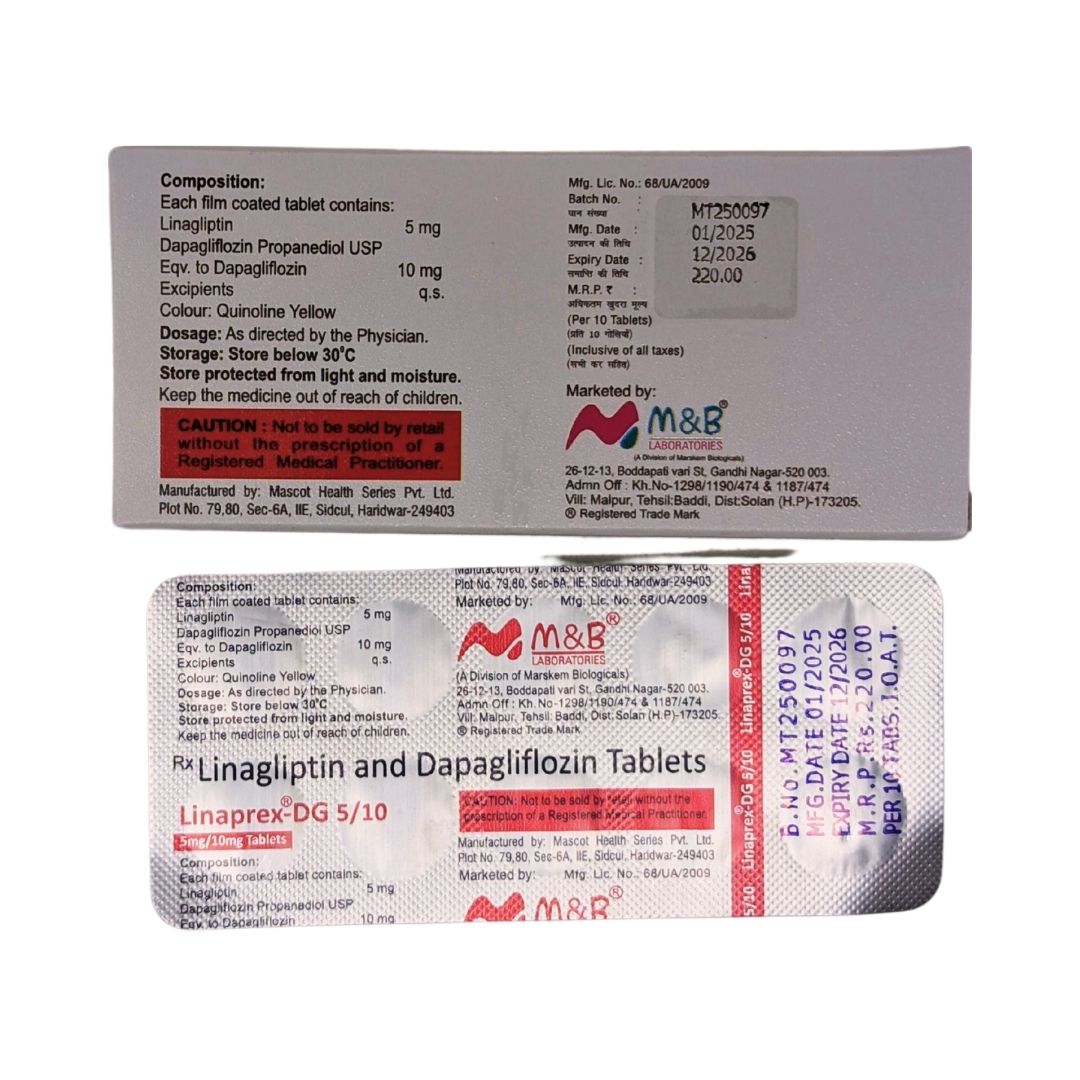 Composition:
Each film coated tablet contains:
Linagliptin 5 mg
Dapagliflozin Propanediol USP
Eqv. to Dapagliflozin 10 mg
Excipients q.s.
Colour: Quinoline Yellow
Dosage: As directed by the Physician.
Storage: Store below 30°C
Store protected from light and moisture.
Keep the medicine out of reach of children.
CAUTION : Not to be sold by retail
without the prescription of a
Registered Medical Practitioner.
Manufactured by: Mascot Health Series Pvt. Ltd.
Plot No. 79,80, Sec-6A, IIE, Sidcul, Haridwar-249403
Mfg. Lic. No.: 68/UA/2009
Batch No. : MT250097
घान संख्या
Mfg. Date : 01/2025
उत्पादन की तिथि
Expiry Date : 12/2026
समाप्ति की तिथि
M.R.P. ₹ : 220.00
अधिकतम खुदरा मूल्य
(Per 10 Tablets)
(प्रति 10 गोलियाँ)
(Inclusive of all taxes)
(सभी कर सहित)
Marketed by:
M&B®
LABORATORIES
(A Division of Marskem Biologicals)
26-12-13, Boddapati vari St, Gandhi Nagar-520 003.
Admn Off : Kh.No-1298/1190/474 & 1187/474
Vill: Malpur, Tehsil:Baddi, Dist:Solan (H.P)-173205.
® Registered Trade Mark
Composition:
Each film coated tablet contains:
Linagliptin 5 mg
Dapagliflozin Propanediol USP
Eqv. to Dapagliflozin 10 mg
Excipients q.s.
Colour: Quinoline Yellow
Dosage: As directed by the Physician.
Storage: Store below 30°C
Store protected from light and moisture.
Keep the medicine out of reach of children.
Manufactured by: Mascot Health Series Pvt. Ltd.
Plot No. 79,80, Sec-6A, IIE, Sidcul, Haridwar-249403
Marketed by: Mfg. Lic. No.: 68/UA/2009
M&B®
LABORATORIES
(A Division of Marskem Biologicals)
26-12-13, Boddapati vari St, Gandhi Nagar-520 003.
Admn Off : Kh. No-1298/1190/474 & 1187/474
Vill: Malpur, Tehsil: Baddi, Dist: Solan (H.P)-173205
® Registered Trade Mark
Rx Linagliptin and Dapagliflozin Tablets
Linaprex®-DG 5/10
5mg/10mg Tablets
CAUTION: Not to be sold by retail without the
prescription of a Registered Medical Practitioner.
Composition:
Each film coated tablet contains:
Linagliptin 5 mg
Dapagliflozin Propanediol USP
Eqv. to Dapagliflozin 10 mg
Manufactured by: Mascot Health Series Pvt. Ltd.
Plot No. 79,80, Sec-6A, IIE, Sidcul, Haridwar-249403
Marketed by: Mfg. Lic. No.: 68/UA/2009
M&B®
5/10 Linaprex®-DG 5/10 Linaprex®-DG 5/10 Lina
B.NO.MT250097
MFG.DATE 01/2025
EXPIRY DATE 12/2026
M.R.P.Rs.220.00
PER 10 TABS.I.O.A.T.